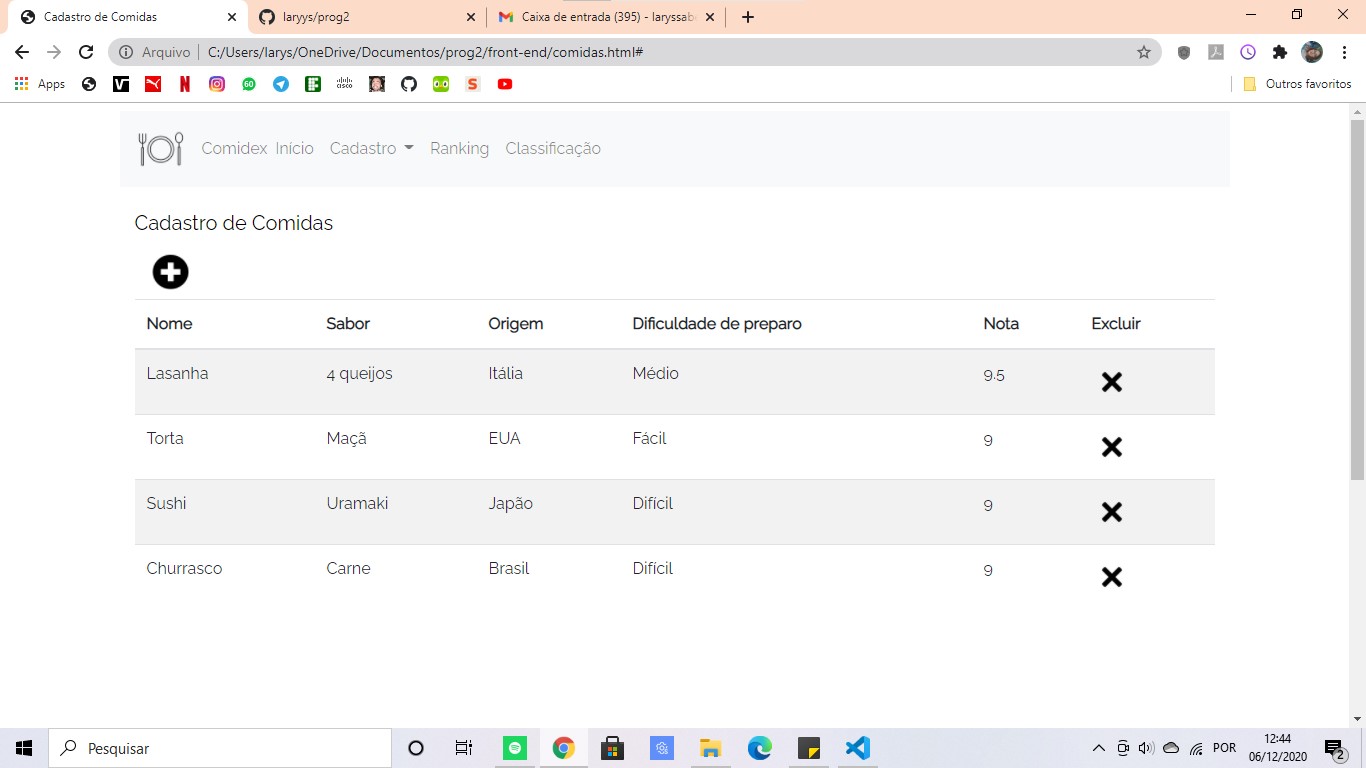 Cadastro de Comidas
laryys/prog2
Caixa de entrada (395) - laryssabe
Arquivo
C:/Users/larys/OneDrive/Documentos/prog2/front-end/comidas.html#
Apps
Outros favoritos
Comidex Início Cadastro Ranking Classificação
Cadastro de Comidas
Nome Sabor Origem Dificuldade de preparo Nota Excluir
Lasanha 4 queijos Itália Médio 9.5
Torta Maçã EUA Fácil 9
Sushi Uramaki Japão Difícil 9
Churrasco Carne Brasil Difícil 9
Pesquisar
POR
12:44
06/12/2020
2